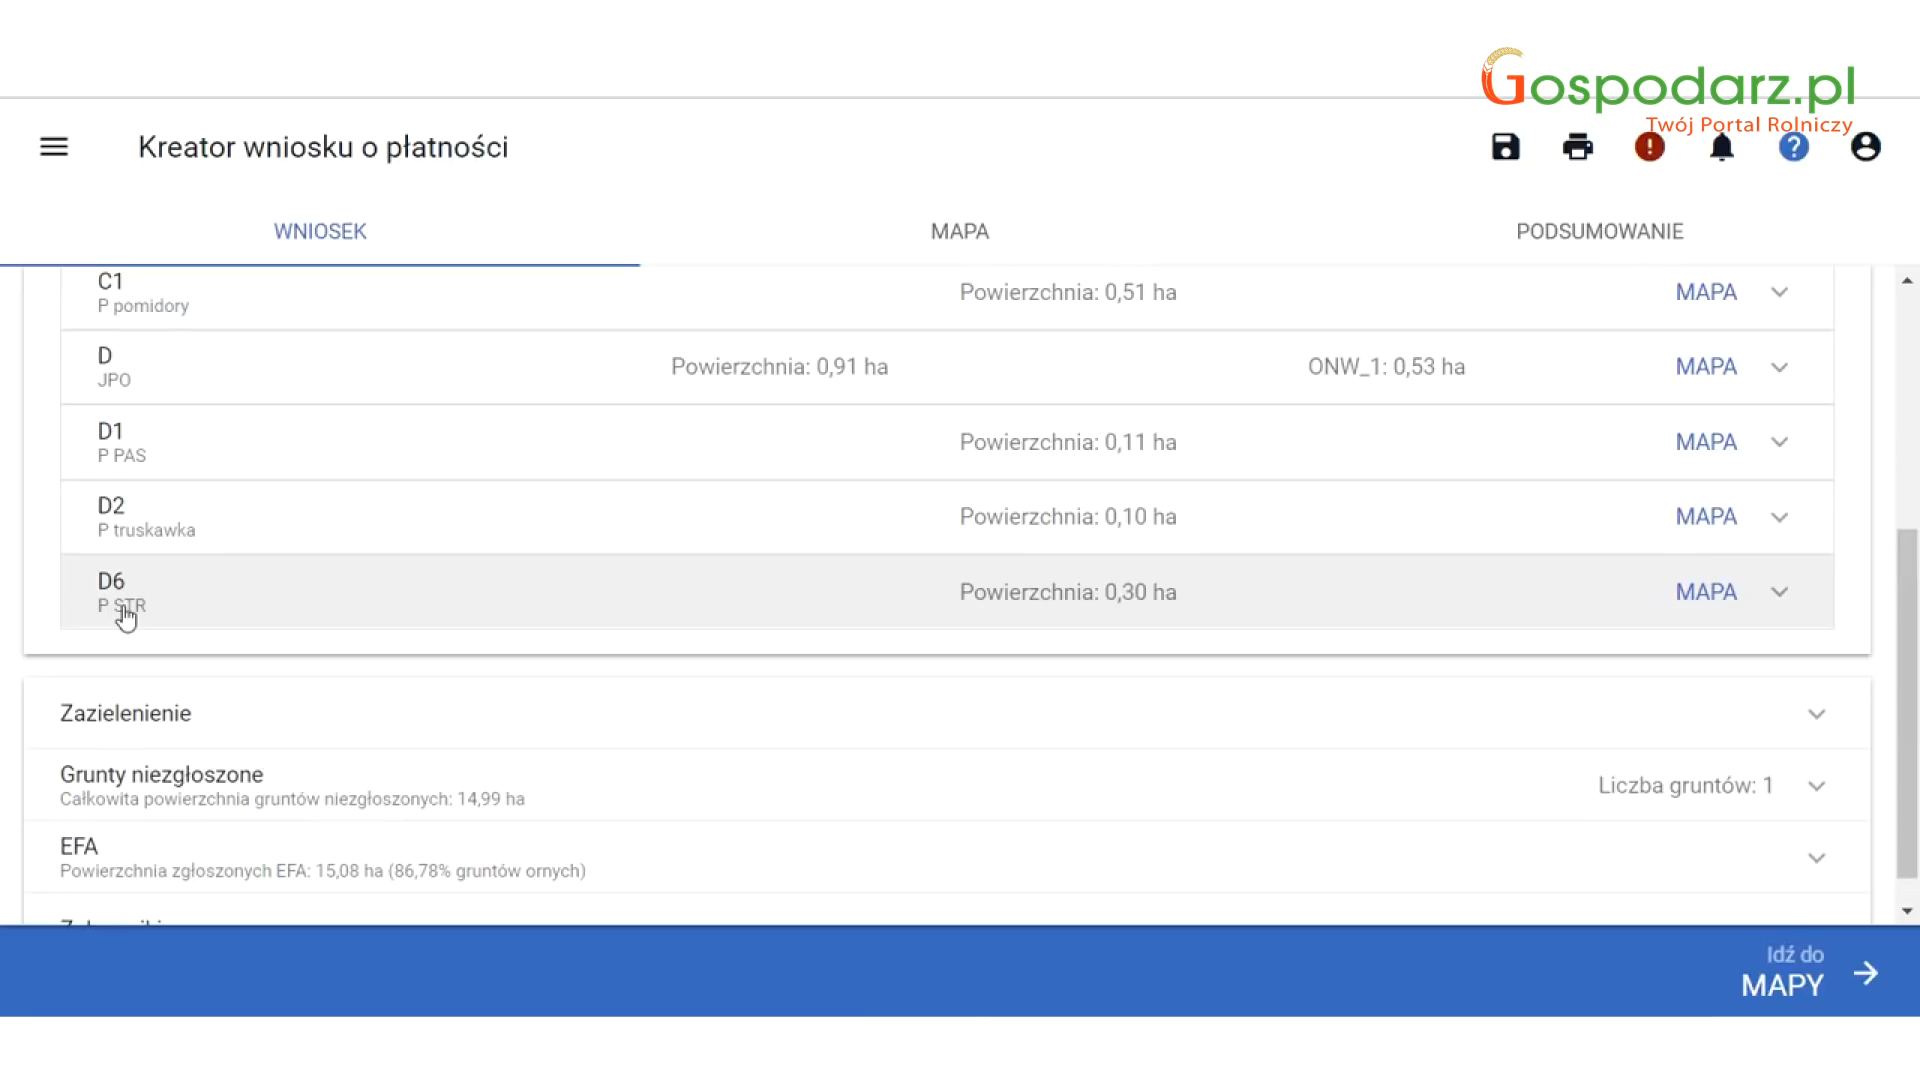 Gospodarz.pl
Twój Portal Rolniczy
Kreator wniosku o płatności
WNIOSEK
MAPA
PODSUMOWANIE
C1
P pomidory
Powierzchnia: 0,51 ha
MAPA
D
JPO
Powierzchnia: 0,91 ha
ONW_1: 0,53 ha
MAPA
D1
P PAS
Powierzchnia: 0,11 ha
MAPA
D2
P truskawka
Powierzchnia: 0,10 ha
MAPA
D6
P STR
Powierzchnia: 0,30 ha
MAPA
Zazielenienie
Grunty niezgłoszone
Całkowita powierzchnia gruntów niezgłoszonych: 14,99 ha
Liczba gruntów: 1
EFA
Powierzchnia zgłoszonych EFA: 15,08 ha (86,78% gruntów ornych)
Idź do
MAPY